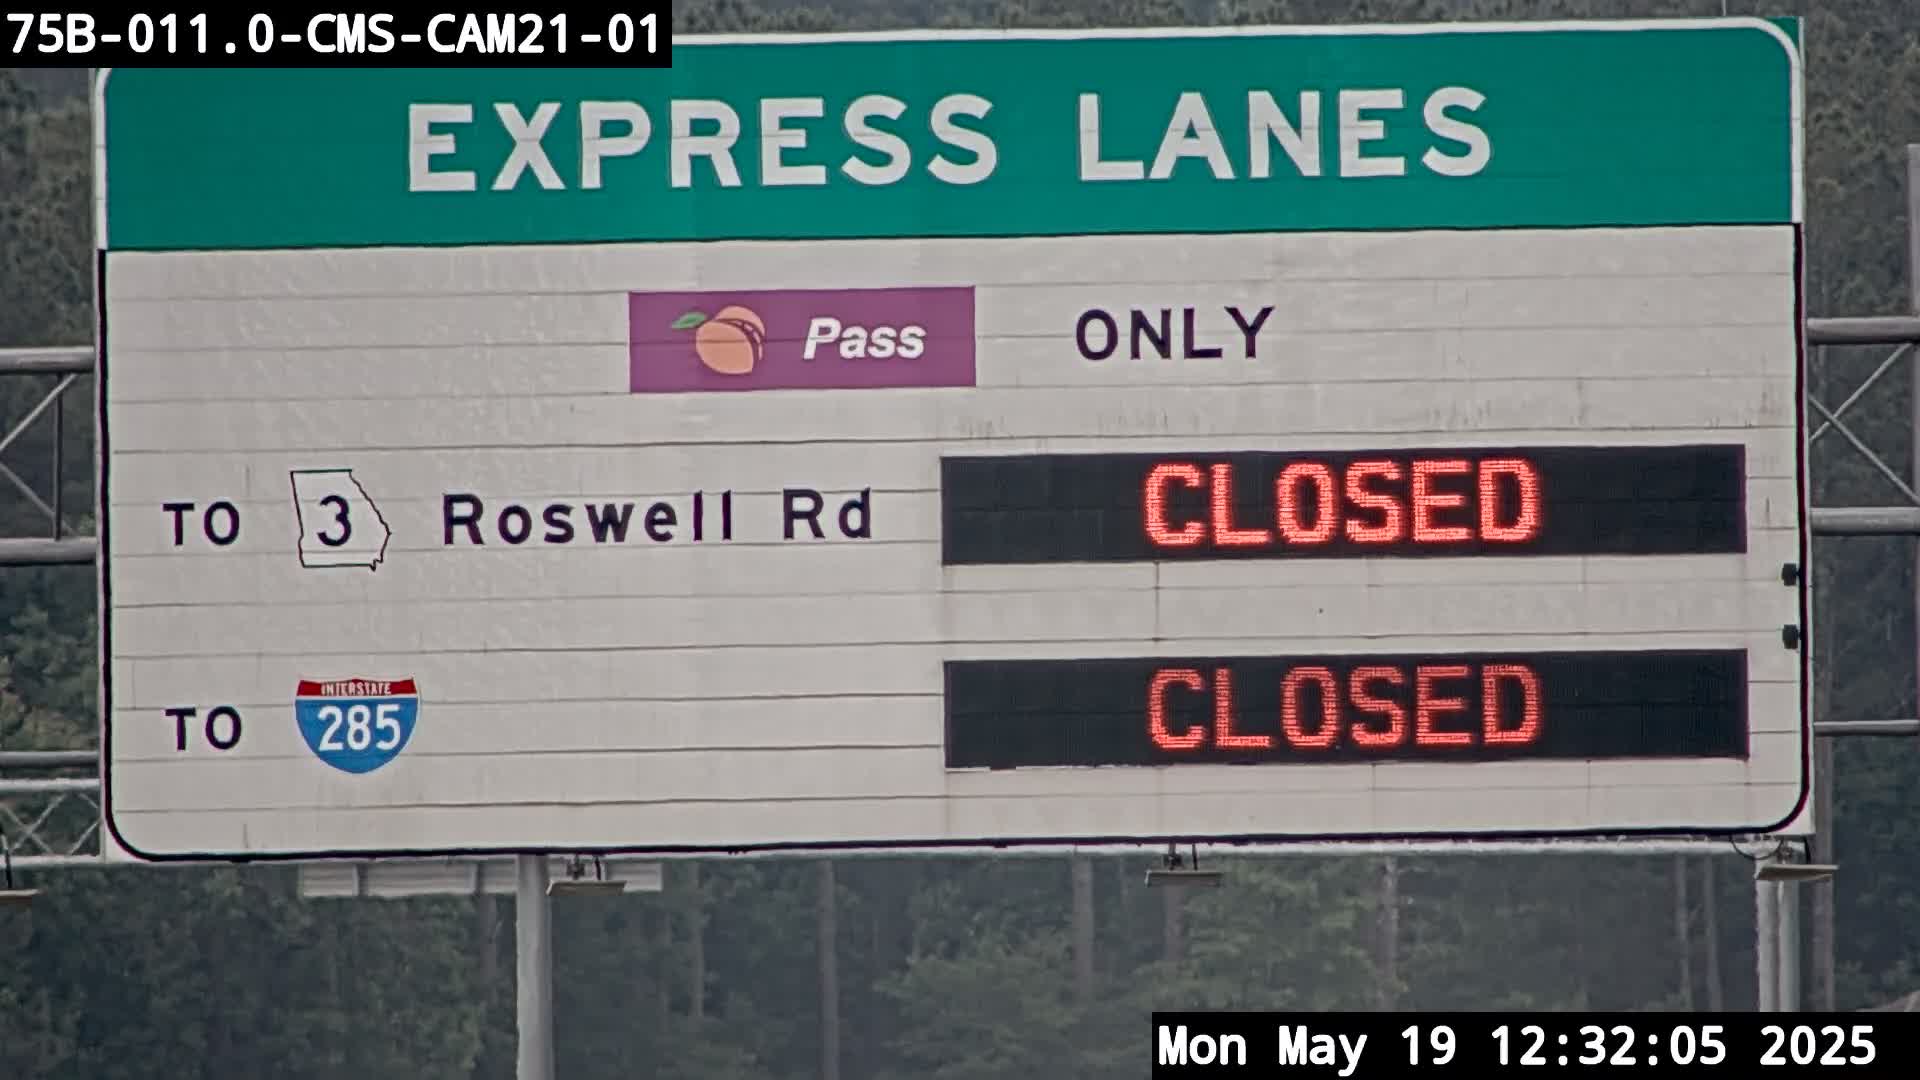 75B-011.0-CMS-CAM21-01
EXPRESS LANES
Pass ONLY
TO 3 Roswell Rd CLOSED
TO INTERSTATE 285 CLOSED
Mon May 19 12:32:05 2025